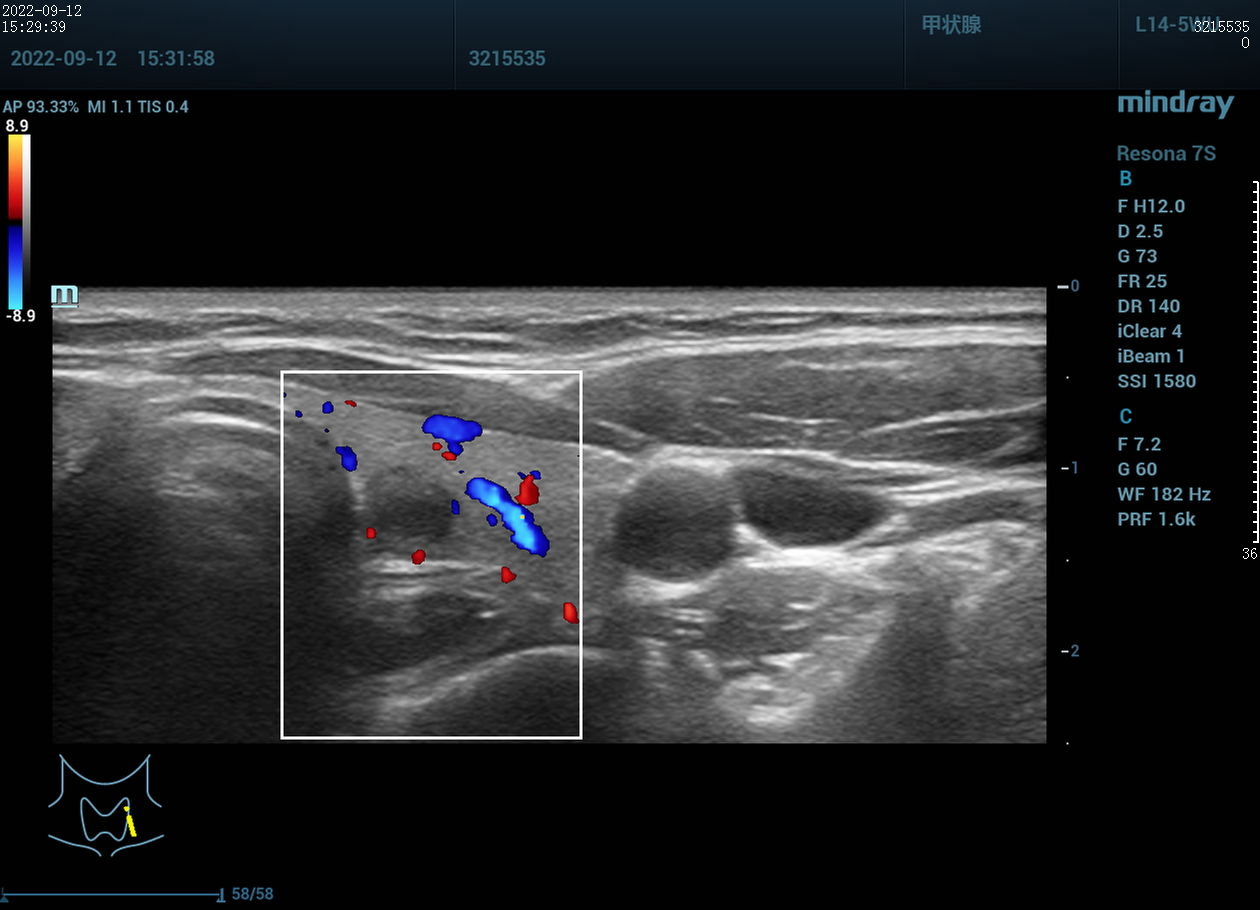 2022-09-12
15:29:39
2022-09-12 15:31:58
3215535
甲状腺
3215535
0
AP 93.33% MI 1.1 TIS 0.4
8.9
-8.9
m
mindray
Resona 7S
B
F H12.0
D 2.5
G 73
FR 25
DR 140
iClear 4
iBeam 1
SSI 1580
C
F 7.2
G 60
WF 182 Hz
PRF 1.6k
0
1
2
36
58/58